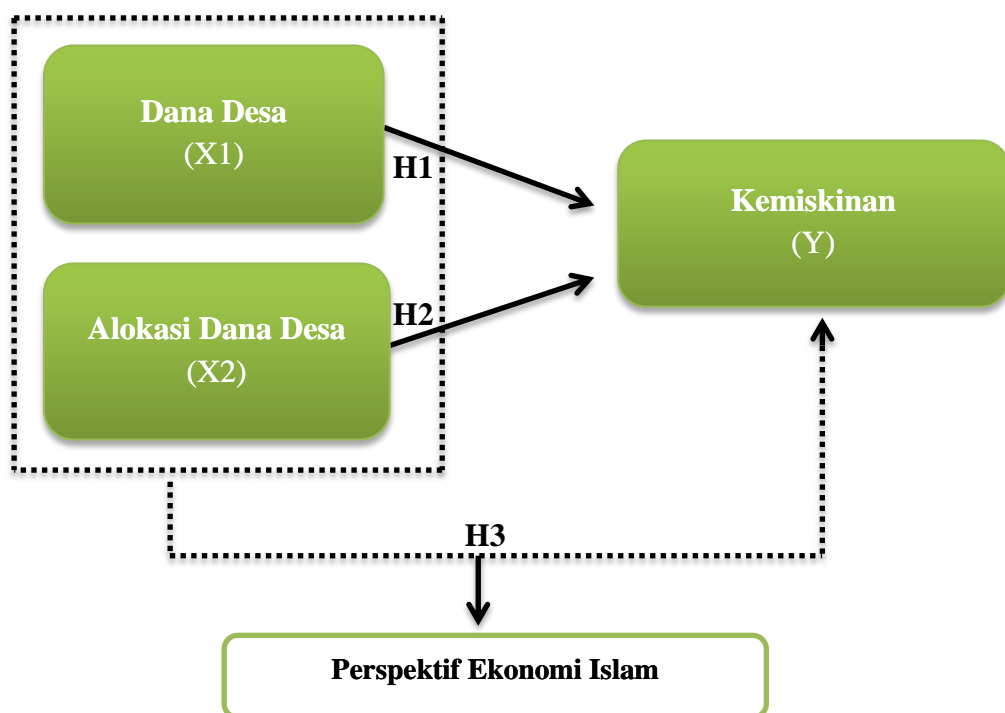 Dana Desa
(X1)
H1
Kemiskinan
(Y)
Alokasi Dana Desa
(X2)
H2
H3
Perspektif Ekonomi Islam